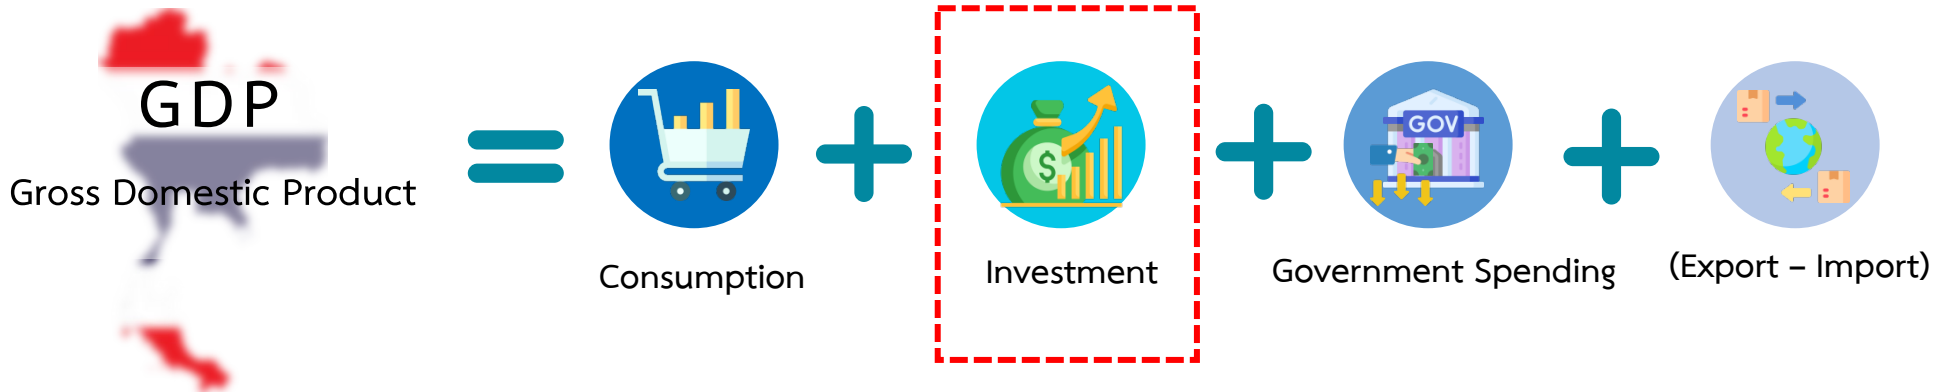 GDP
Gross Domestic Product
=
Consumption
+
$
Investment
+
GOV
Government Spending
+
(Export – Import)